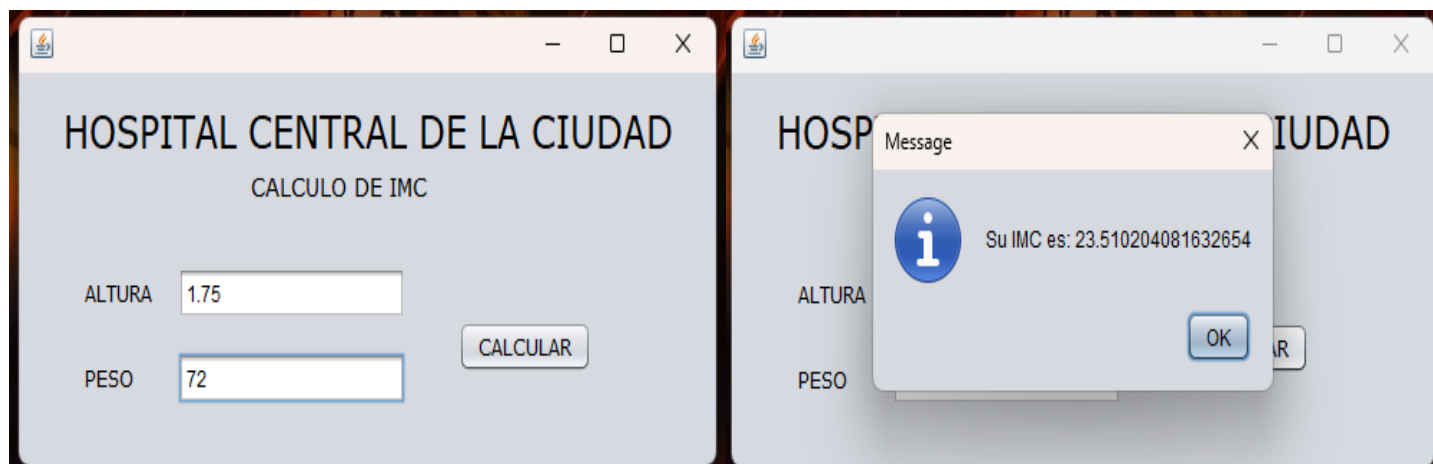 HOSPITAL CENTRAL DE LA CIUDAD
CALCULO DE IMC
ALTURA 1.75
CALCULAR
PESO 72
HOSP IUDAD
Message
Su IMC es: 23.510204081632654
ALTURA
OK
AR
PESO